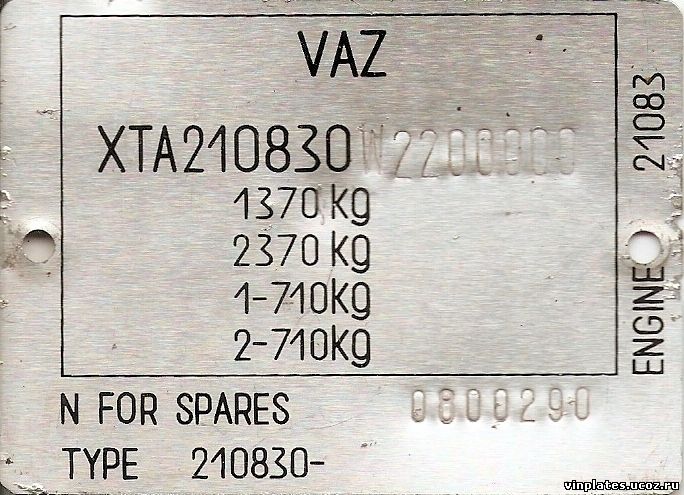 VAZ
XTA210830W2200000
1370 kg
2370 kg
1-710kg
2-710kg
ENGINE 21083
N FOR SPARES 0800290
TYPE 210830-
vinplates.ucoz.ru